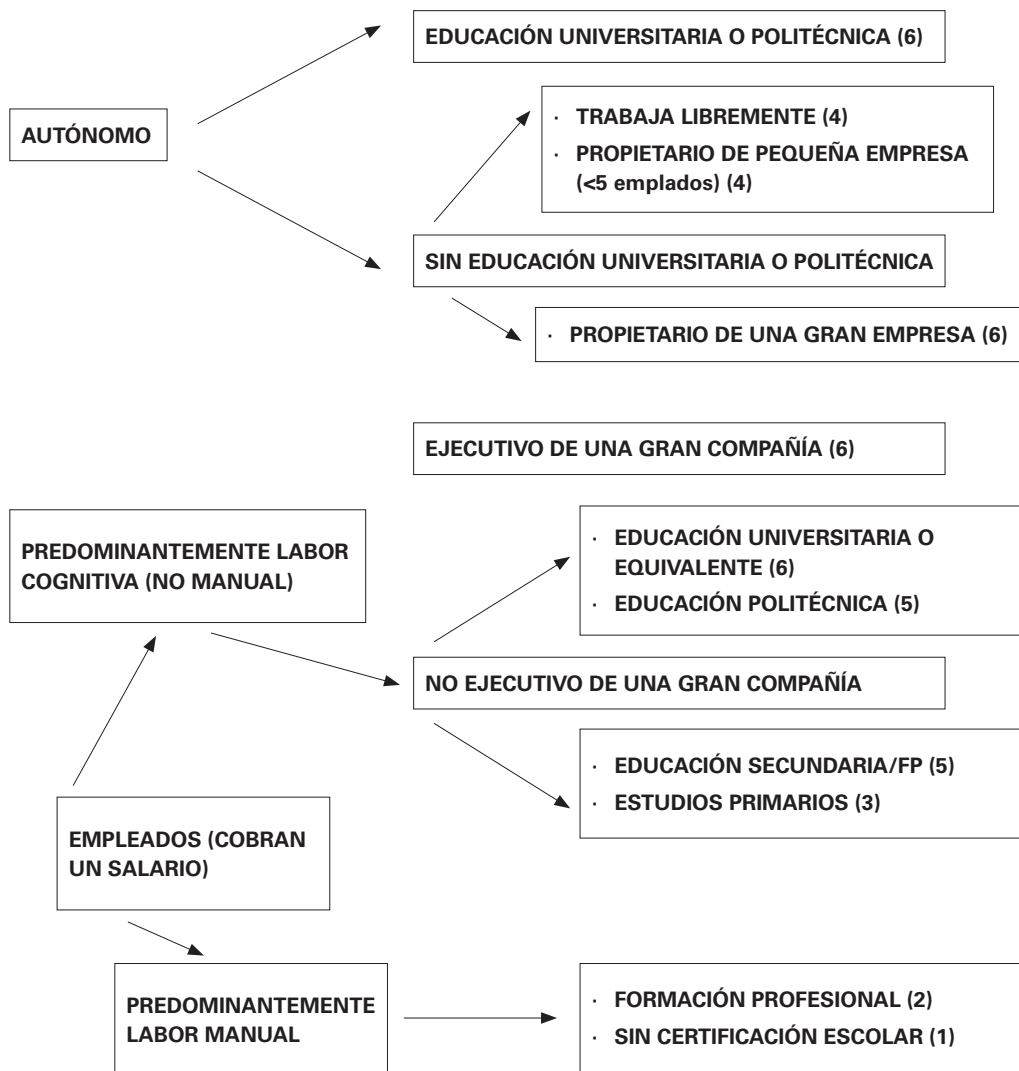 EDUCACIÓN UNIVERSITARIA O POLITÉCNICA (6)
AUTÓNOMO
· TRABAJA LIBREMENTE (4)
· PROPIETARIO DE PEQUEÑA EMPRESA
(<5 emplados) (4)
SIN EDUCACIÓN UNIVERSITARIA O POLITÉCNICA
· PROPIETARIO DE UNA GRAN EMPRESA (6)
EJECUTIVO DE UNA GRAN COMPAÑÍA (6)
PREDOMINANTEMENTE LABOR
COGNITIVA (NO MANUAL)
· EDUCACIÓN UNIVERSITARIA O
EQUIVALENTE (6)
· EDUCACIÓN POLITÉCNICA (5)
NO EJECUTIVO DE UNA GRAN COMPAÑÍA
· EDUCACIÓN SECUNDARIA/FP (5)
· ESTUDIOS PRIMARIOS (3)
EMPLEADOS (COBRAN
UN SALARIO)
PREDOMINANTEMENTE
LABOR MANUAL
· FORMACIÓN PROFESIONAL (2)
· SIN CERTIFICACIÓN ESCOLAR (1)